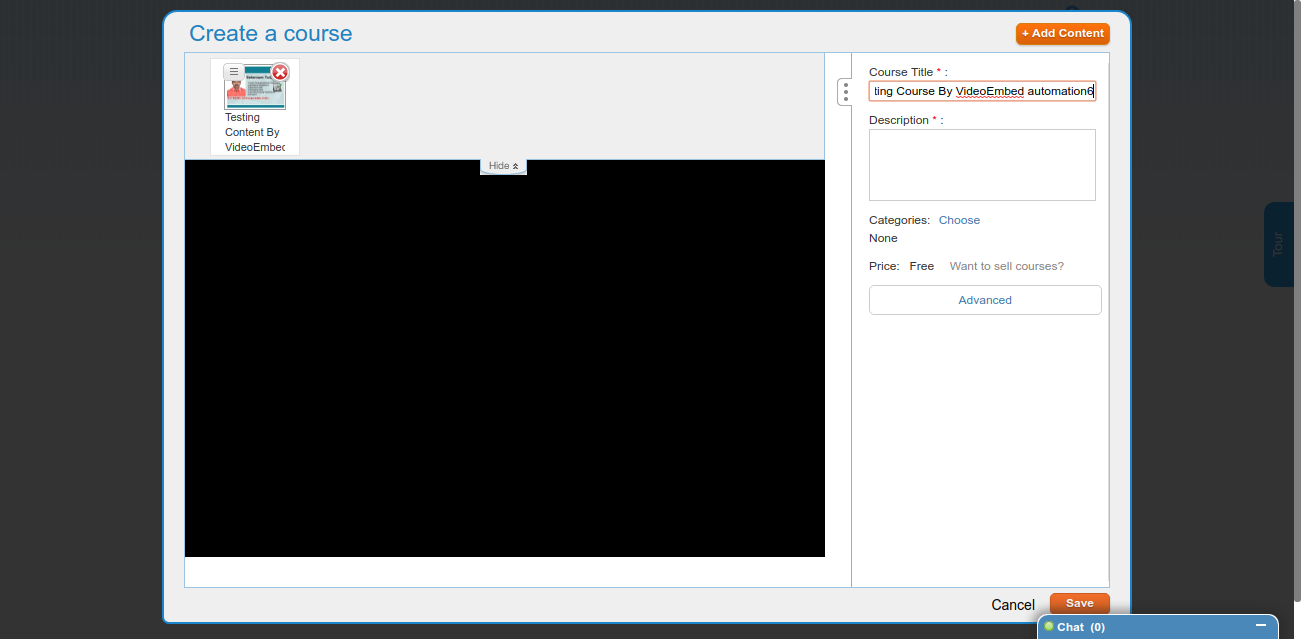 Create a course
+ Add Content
Testing
Content By
VideoEmbec
Hide
Course Title * :
ting Course By VideoEmbed automation6
Description * :
Categories: Choose
None
Price: Free Want to sell courses?
Advanced
Tour
Cancel
Save
Chat (0)